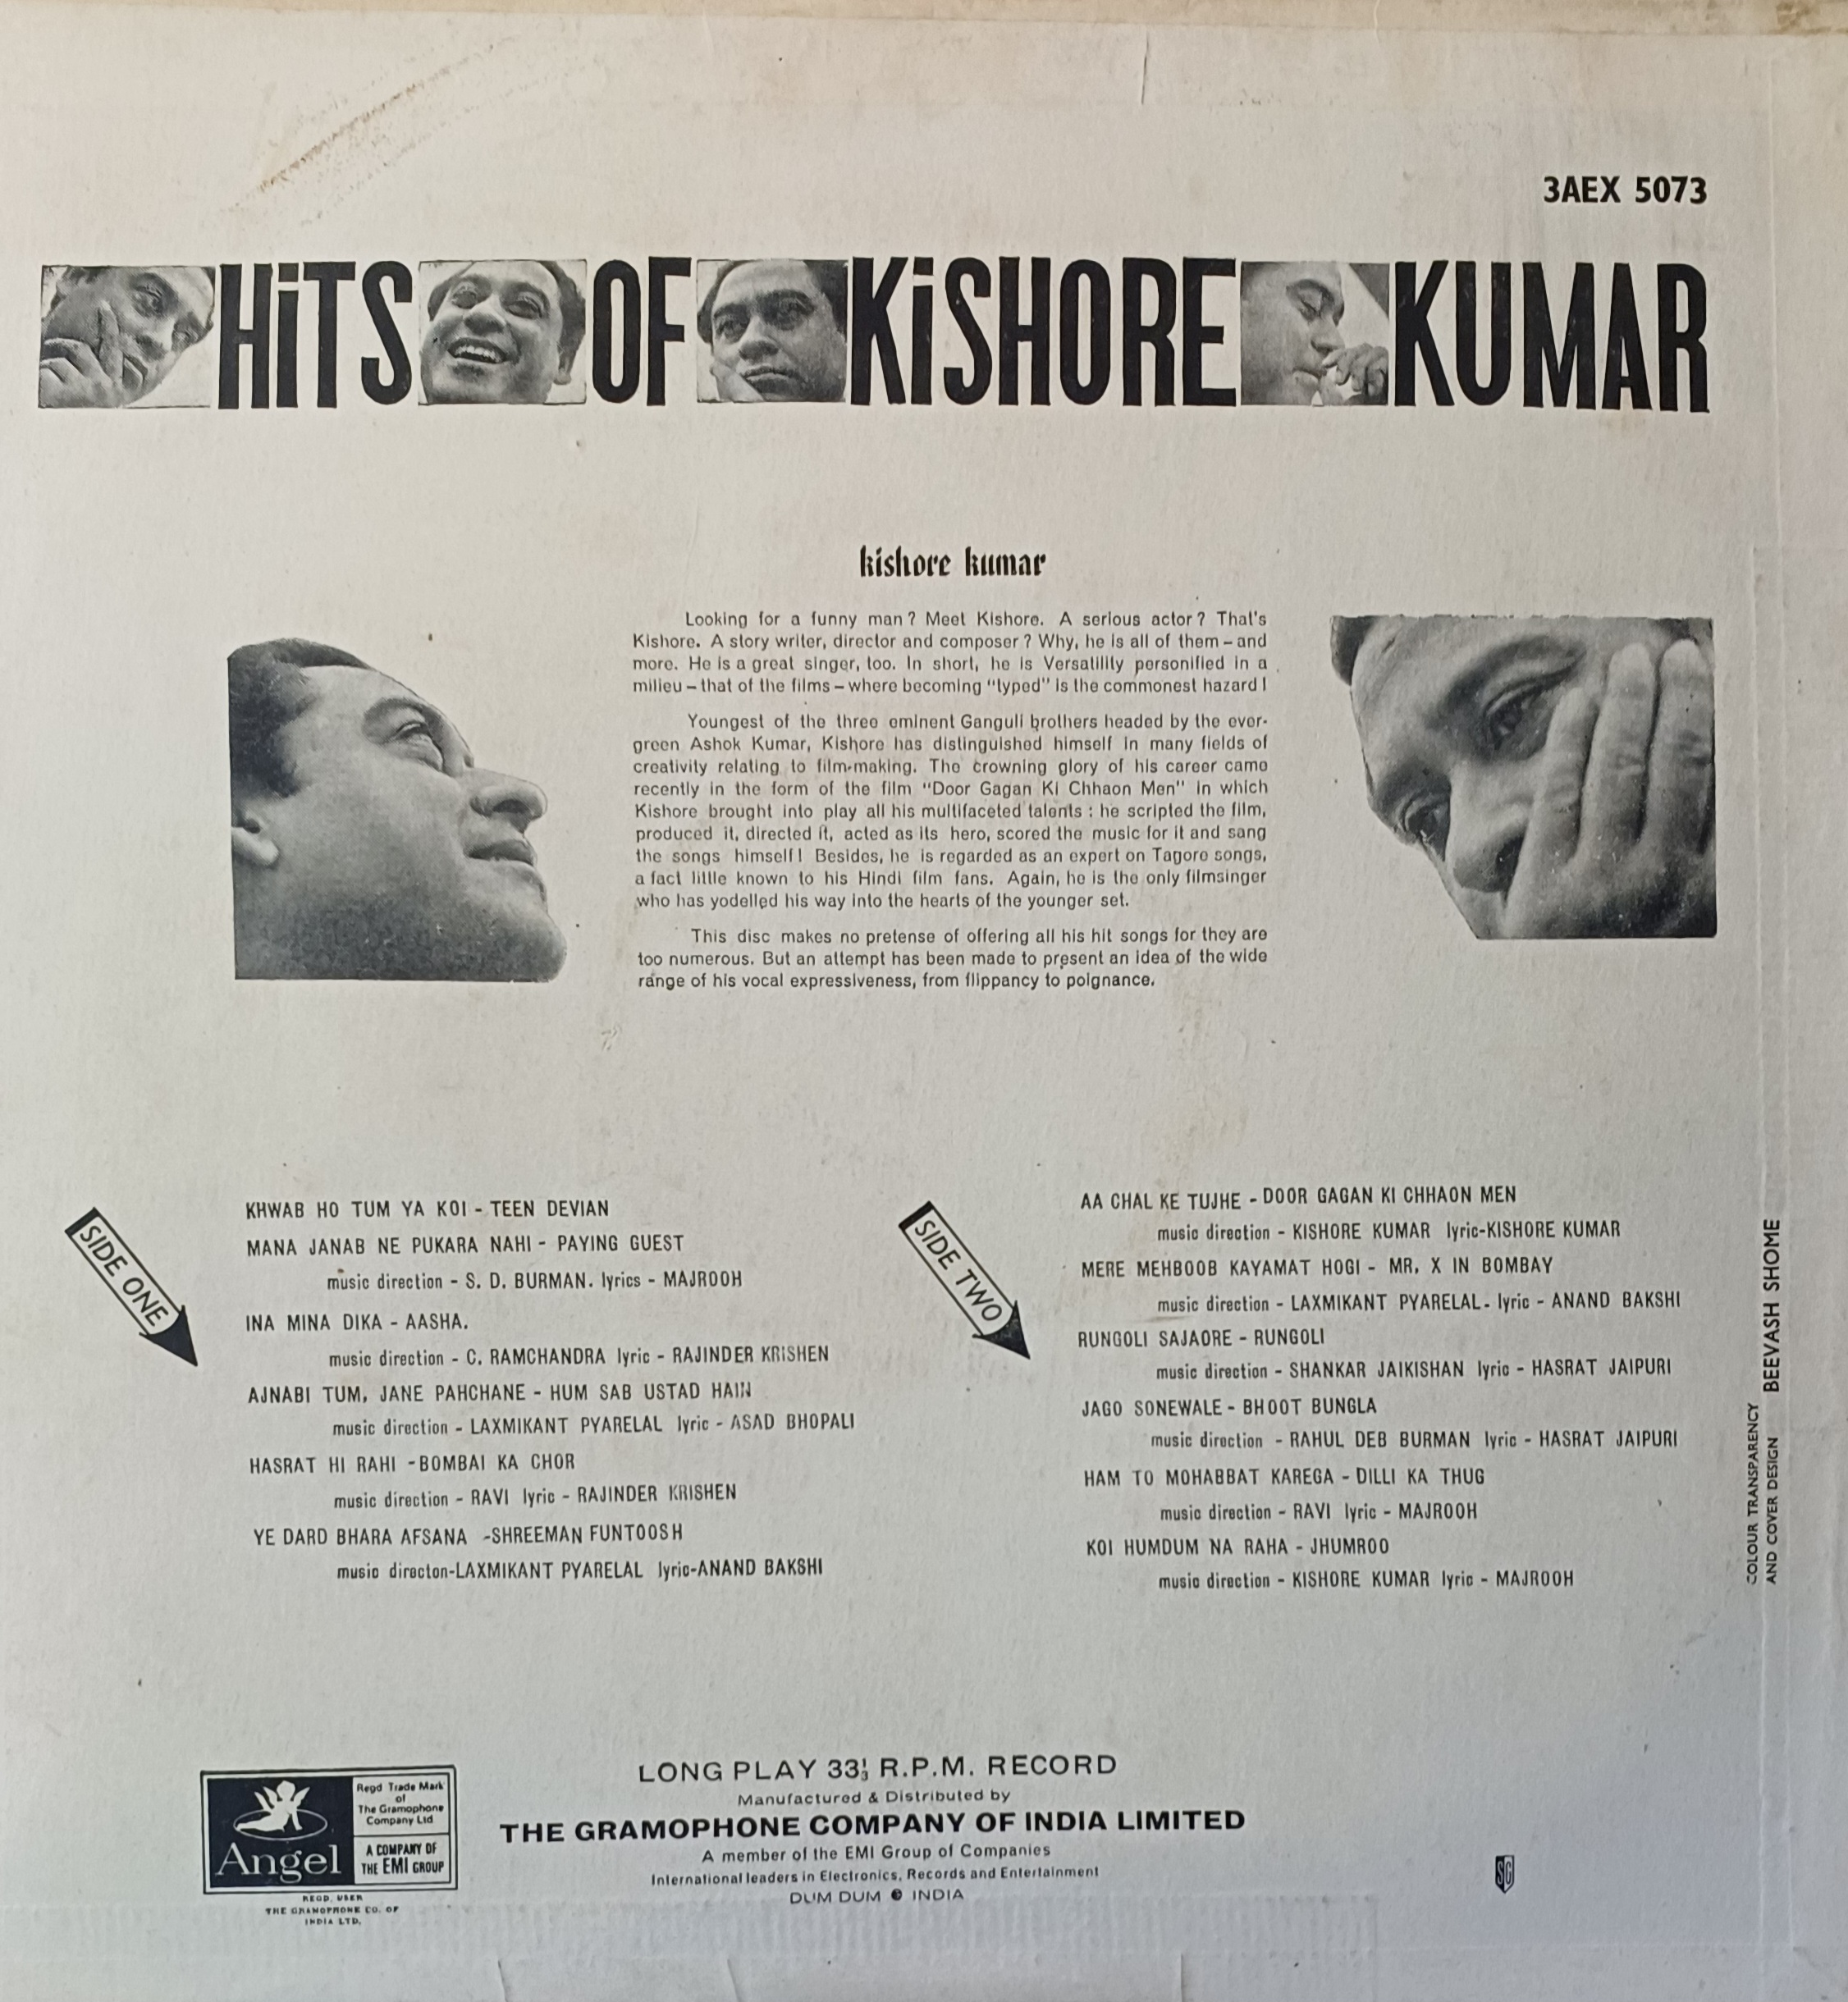 3AEX 5073
HiTS OF KiSHORE KUMAR
kishore kumar
Looking for a funny man? Meet Kishore. A serious actor? That's
Kishore. A story writer, director and composer? Why, he is all of them – and
more. He is a great singer, too. In short, he is Versatility personified in a
milieu – that of the films – where becoming "typed" is the commonest hazard !
Youngest of the three eminent Ganguli brothers headed by the ever-
green Ashok Kumar, Kishore has distinguished himself in many fields of
creativity relating to film-making. The crowning glory of his career came
recently in the form of the film "Door Gagan Ki Chhaon Men" in which
Kishore brought into play all his multifaceted talents : he scripted the film,
produced it, directed it, acted as its hero, scored the music for it and sang
the songs himself! Besides, he is regarded as an expert on Tagore songs,
a fact little known to his Hindi film fans. Again, he is the only filmsinger
who has yodelled his way into the hearts of the younger set.
This disc makes no pretense of offering all his hit songs for they are
too numerous. But an attempt has been made to present an idea of the wide
range of his vocal expressiveness, from flippancy to poignance.
SIDE ONE
KHWAB HO TUM YA KOI - TEEN DEVIAN
MANA JANAB NE PUKARA NAHI - PAYING GUEST
music direction - S. D. BURMAN. lyrics - MAJROOH
INA MINA DIKA - AASHA.
music direction - C. RAMCHANDRA lyric - RAJINDER KRISHEN
AJNABI TUM, JANE PAHCHANE - HUM SAB USTAD HAIN
music direction - LAXMIKANT PYARELAL lyric - ASAD BHOPALI
HASRAT HI RAHI - BOMBAI KA CHOR
music direction - RAVI lyric - RAJINDER KRISHEN
YE DARD BHARA AFSANA -SHREEMAN FUNTOOSH
music directon-LAXMIKANT PYARELAL lyric-ANAND BAKSHI
SIDE TWO
AA CHAL KE TUJHE - DOOR GAGAN KI CHHAON MEN
music direction - KISHORE KUMAR lyric-KISHORE KUMAR
MERE MEHBOOB KAYAMAT HOGI - MR. X IN BOMBAY
music direction - LAXMIKANT PYARELAL. lyric - ANAND BAKSHI
RUNGOLI SAJAORE - RUNGOLI
music direction - SHANKAR JAIKISHAN lyric - HASRAT JAIPURI
JAGO SONEWALE - BHOOT BUNGLA
music direction - RAHUL DEB BURMAN lyric - HASRAT JAIPURI
HAM TO MOHABBAT KAREGA - DILLI KA THUG
music direction - RAVI lyric - MAJROOH
KOI HUMDUM NA RAHA - JHUMROO
music direction - KISHORE KUMAR lyric - MAJROOH
COLOUR TRANSPARENCY
AND COVER DESIGN BEEVASH SHOME
Angel
Regd Trade Mark
of
The Gramophone
Company Ltd
A COMPANY OF
THE EMI GROUP
REGD. USER
THE GRAMOPHONE CO. OF
INDIA LTD.
LONG PLAY 33⅓ R.P.M. RECORD
Manufactured & Distributed by
THE GRAMOPHONE COMPANY OF INDIA LIMITED
A member of the EMI Group of Companies
International leaders in Electronics, Records and Entertainment
DUM DUM ● INDIA
SG